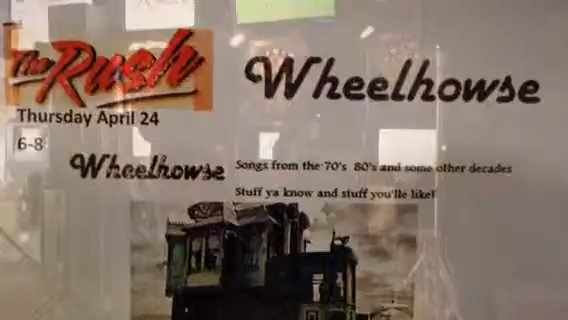 The Rush
Wheelhowse
Thursday April 24
6-8
Wheelhowse
Songs from the 70's 80's and some other decades
Stuff ya know and stuff you'lle like!